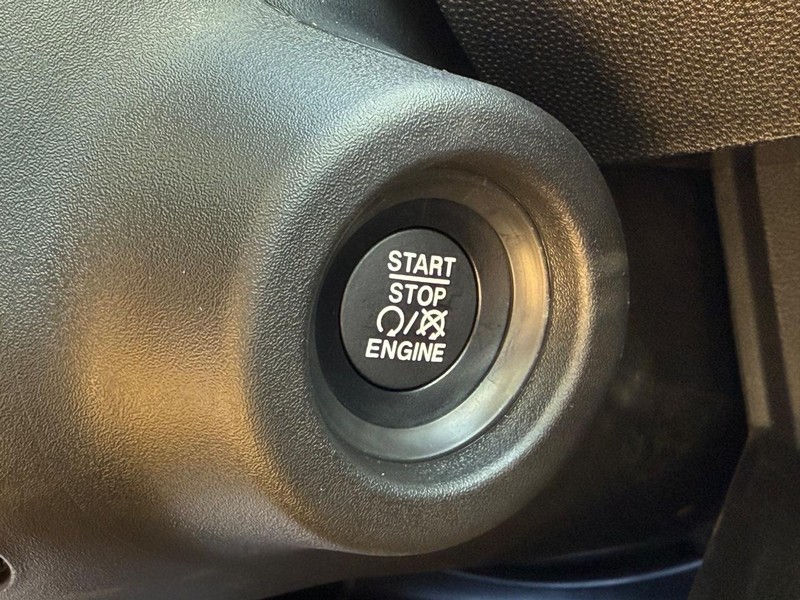 START
STOP
/
ENGINE